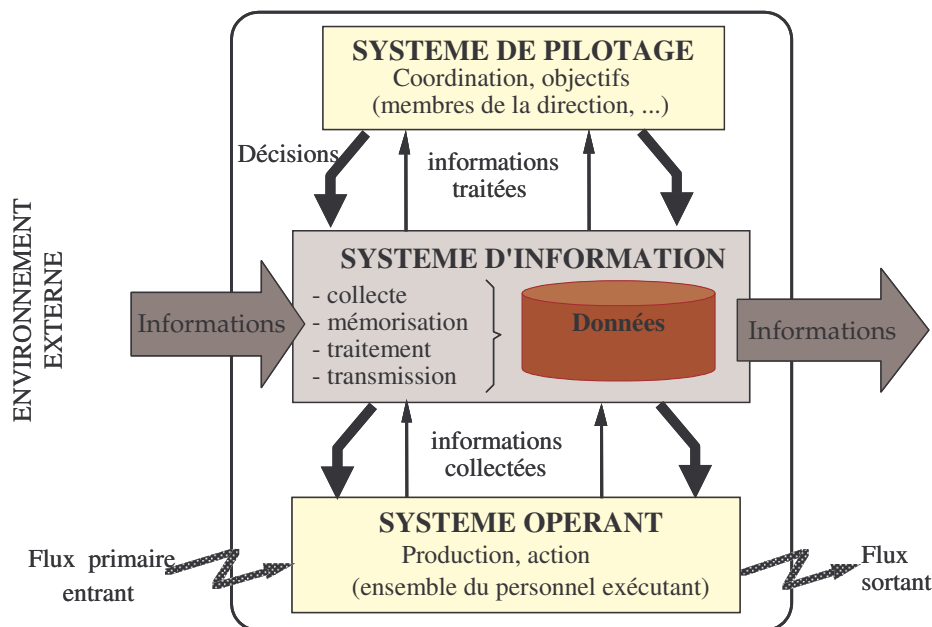 SYSTEME DE PILOTAGE
Coordination, objectifs
(membres de la direction, ...)
Décisions
informations
traitées
ENVIRONNEMENT
EXTERNE
SYSTEME D'INFORMATION
Informations
- collecte
- mémorisation
- traitement
- transmission
Données
Informations
informations
collectées
SYSTEME OPERANT
Production, action
(ensemble du personnel exécutant)
Flux primaire
entrant
Flux
sortant